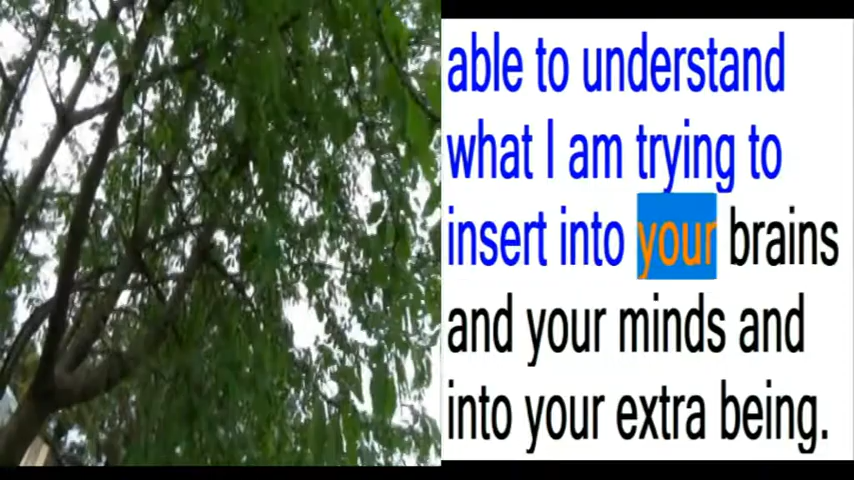 able to understand
what I am trying to
insert into your brains
and your minds and
into your extra being.